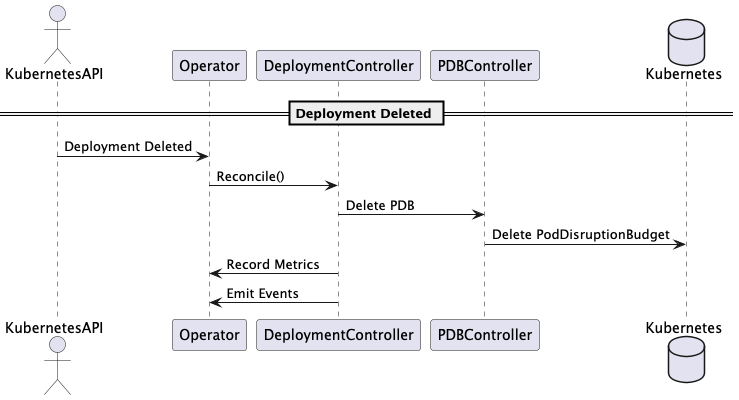 KubernetesAPI
Operator
DeploymentController
PDBController
Kubernetes
Deployment Deleted
Deployment Deleted
Reconcile()
Delete PDB
Delete PodDisruptionBudget
Record Metrics
Emit Events
KubernetesAPI
Operator
DeploymentController
PDBController
Kubernetes